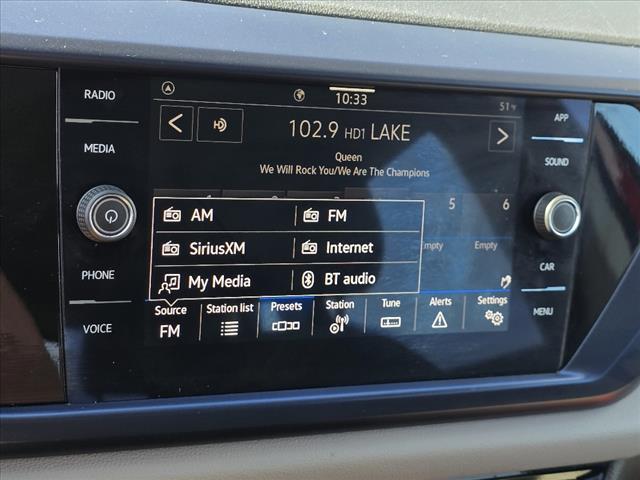 10:33
51°F
RADIO
MEDIA
PHONE
VOICE
HD
102.9 HD1 LAKE
Queen
We Will Rock You/We Are The Champions
5
6
Empty
Empty
AM
FM
SiriusXM
Internet
My Media
BT audio
Source
FM
Station list
Presets
Station
Tune
Alerts
Settings
APP
SOUND
CAR
MENU